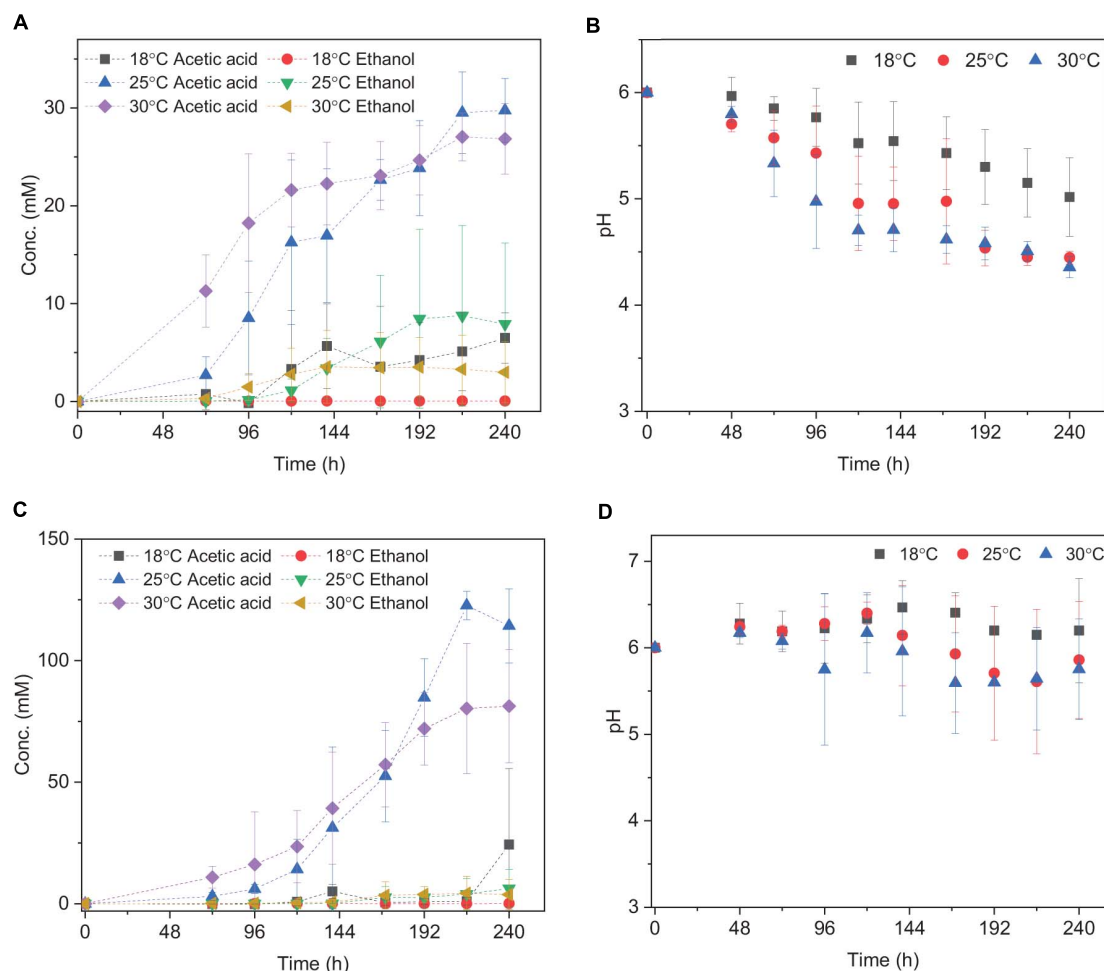 A
18°C Acetic acid 18°C Ethanol
25°C Acetic acid 25°C Ethanol
30°C Acetic acid 30°C Ethanol
30
20
10
0
Conc. (mM)
0 48 96 144 192 240
Time (h)
B
18°C 25°C 30°C
6
5
4
3
pH
0 48 96 144 192 240
Time (h)
C
18°C Acetic acid 18°C Ethanol
25°C Acetic acid 25°C Ethanol
30°C Acetic acid 30°C Ethanol
150
100
50
0
Conc. (mM)
0 48 96 144 192 240
Time (h)
D
18°C 25°C 30°C
7
6
5
4
3
pH
0 48 96 144 192 240
Time (h)